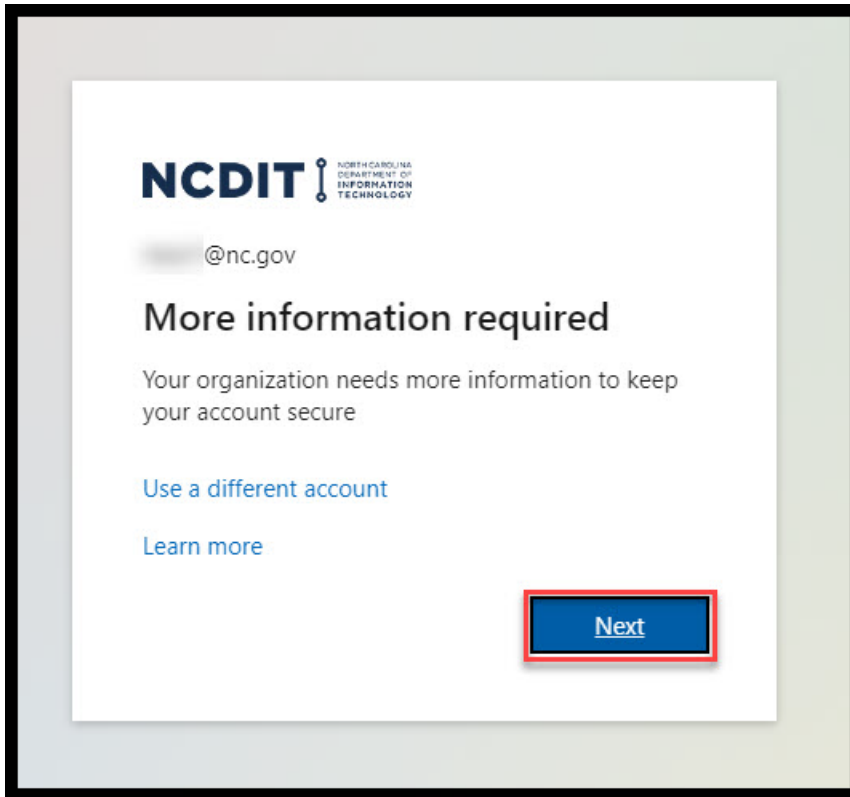 NCDIT
NORTH CAROLINA
DEPARTMENT OF
INFORMATION
TECHNOLOGY
@nc.gov
More information required
Your organization needs more information to keep
your account secure
Use a different account
Learn more
Next